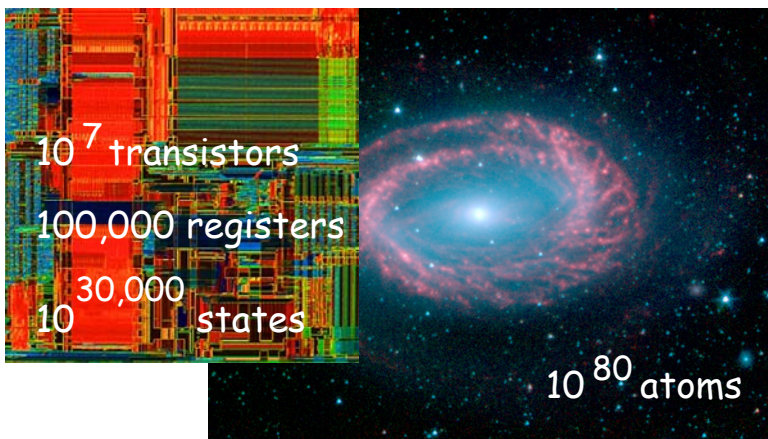 10^7 transistors
100,000 registers
10^30,000 states
10^80 atoms